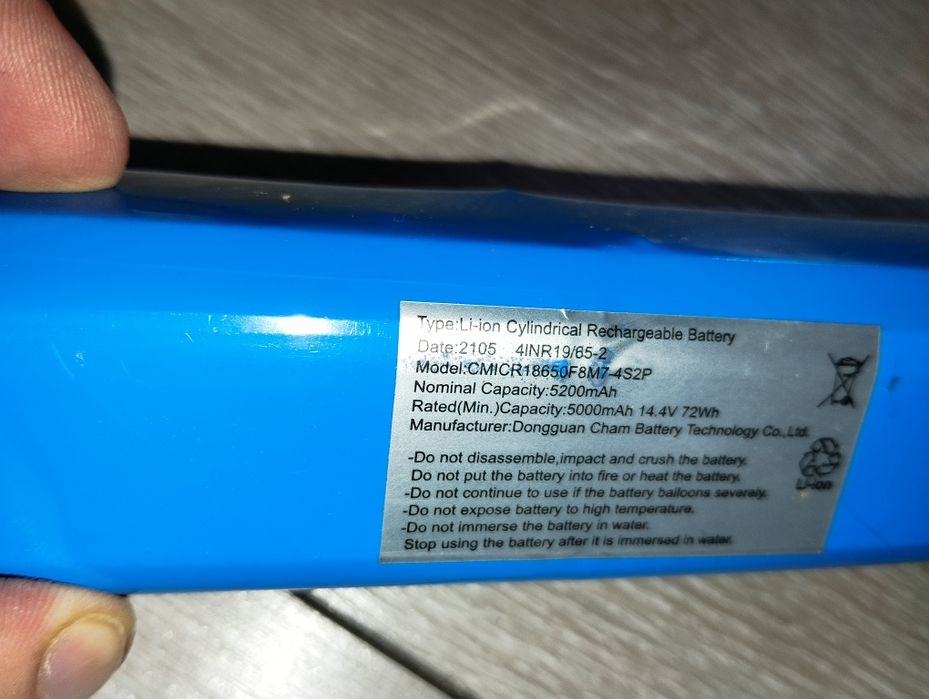 Type:Li-ion Cylindrical Rechargeable Battery
Date:2105 4INR19/65-2
Model:CMICR18650F8M7-4S2P
Nominal Capacity:5200mAh
Rated(Min.)Capacity:5000mAh 14.4V 72Wh
Manufacturer:Dongguan Cham Battery Technology Co.,Ltd.
-Do not disassemble,impact and crush the battery.
Do not put the battery into fire or heat the battery.
-Do not continue to use if the battery balloons severely.
-Do not expose battery to high temperature.
-Do not immerse the battery in water.
Stop using the battery after it is immersed in water.
Li-ion